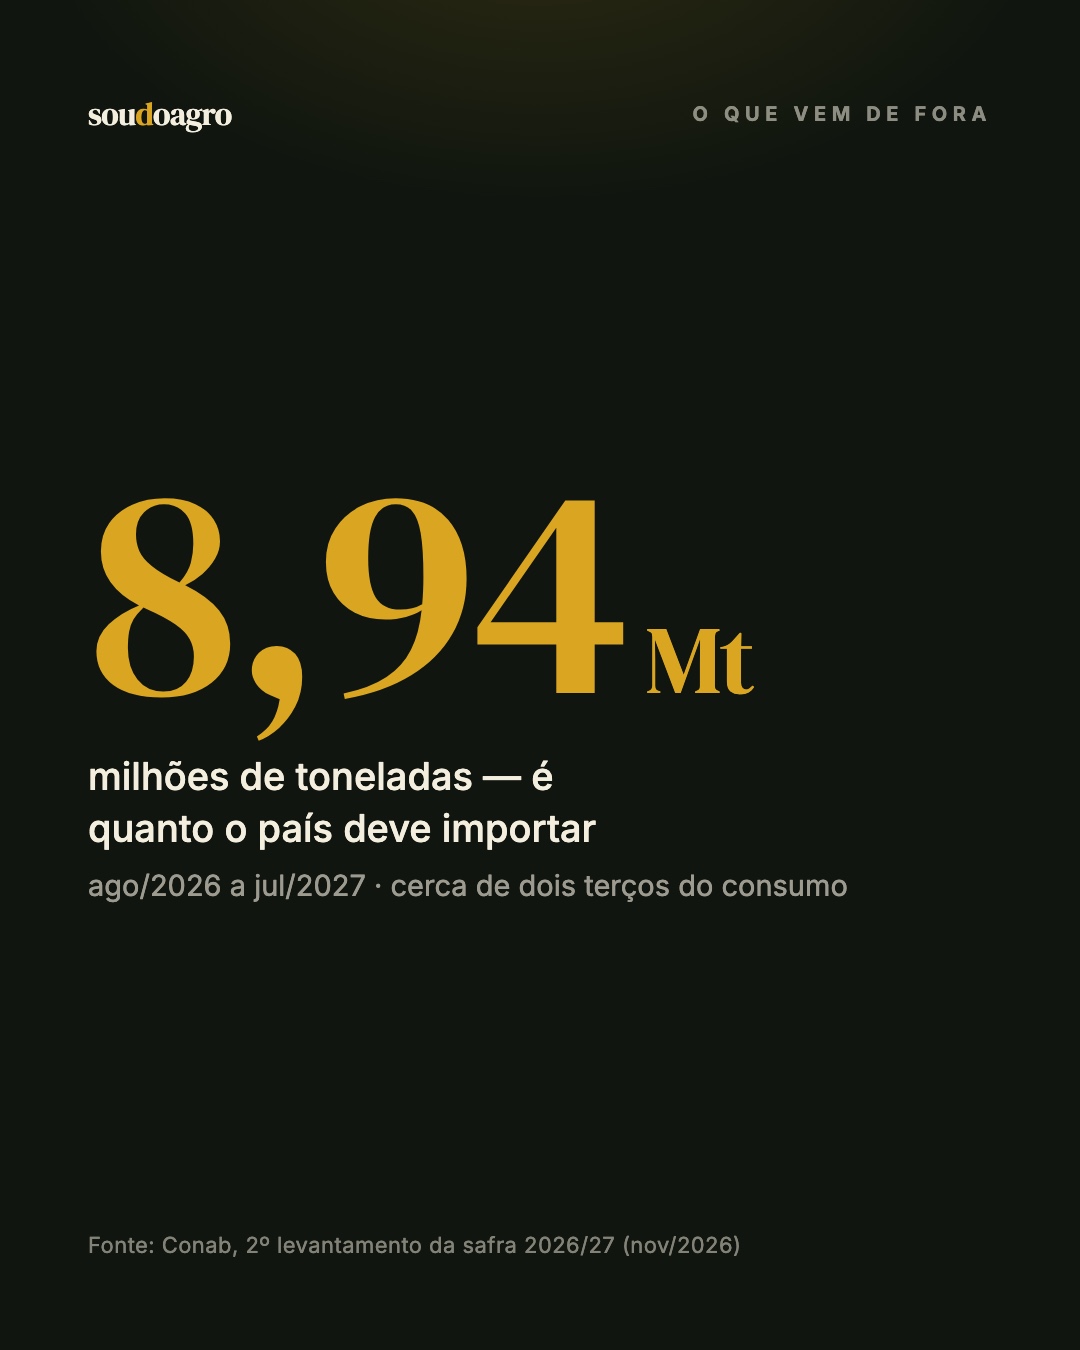 soudoagro
O QUE VEM DE FORA
8,94 Mt
milhões de toneladas — é
quanto o país deve importar
ago/2026 a jul/2027 · cerca de dois terços do consumo
Fonte: Conab, 2º levantamento da safra 2026/27 (nov/2026)